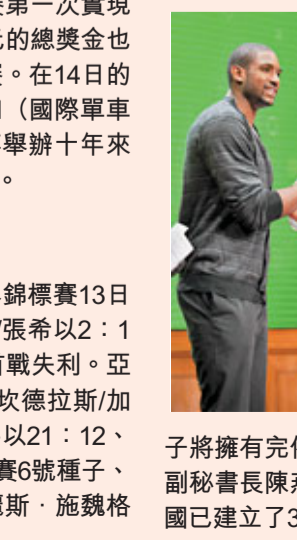 第一次實現
元的總獎金也
。在14日的
（國際單車
舉辦十年來
。
錦標賽13日
/張希以2：1
首戰失利。亞
坎德拉斯/加
以21：12、
賽6號種子、
斯·施魏格
子將擁有完
副秘書長陳
國已建立了3